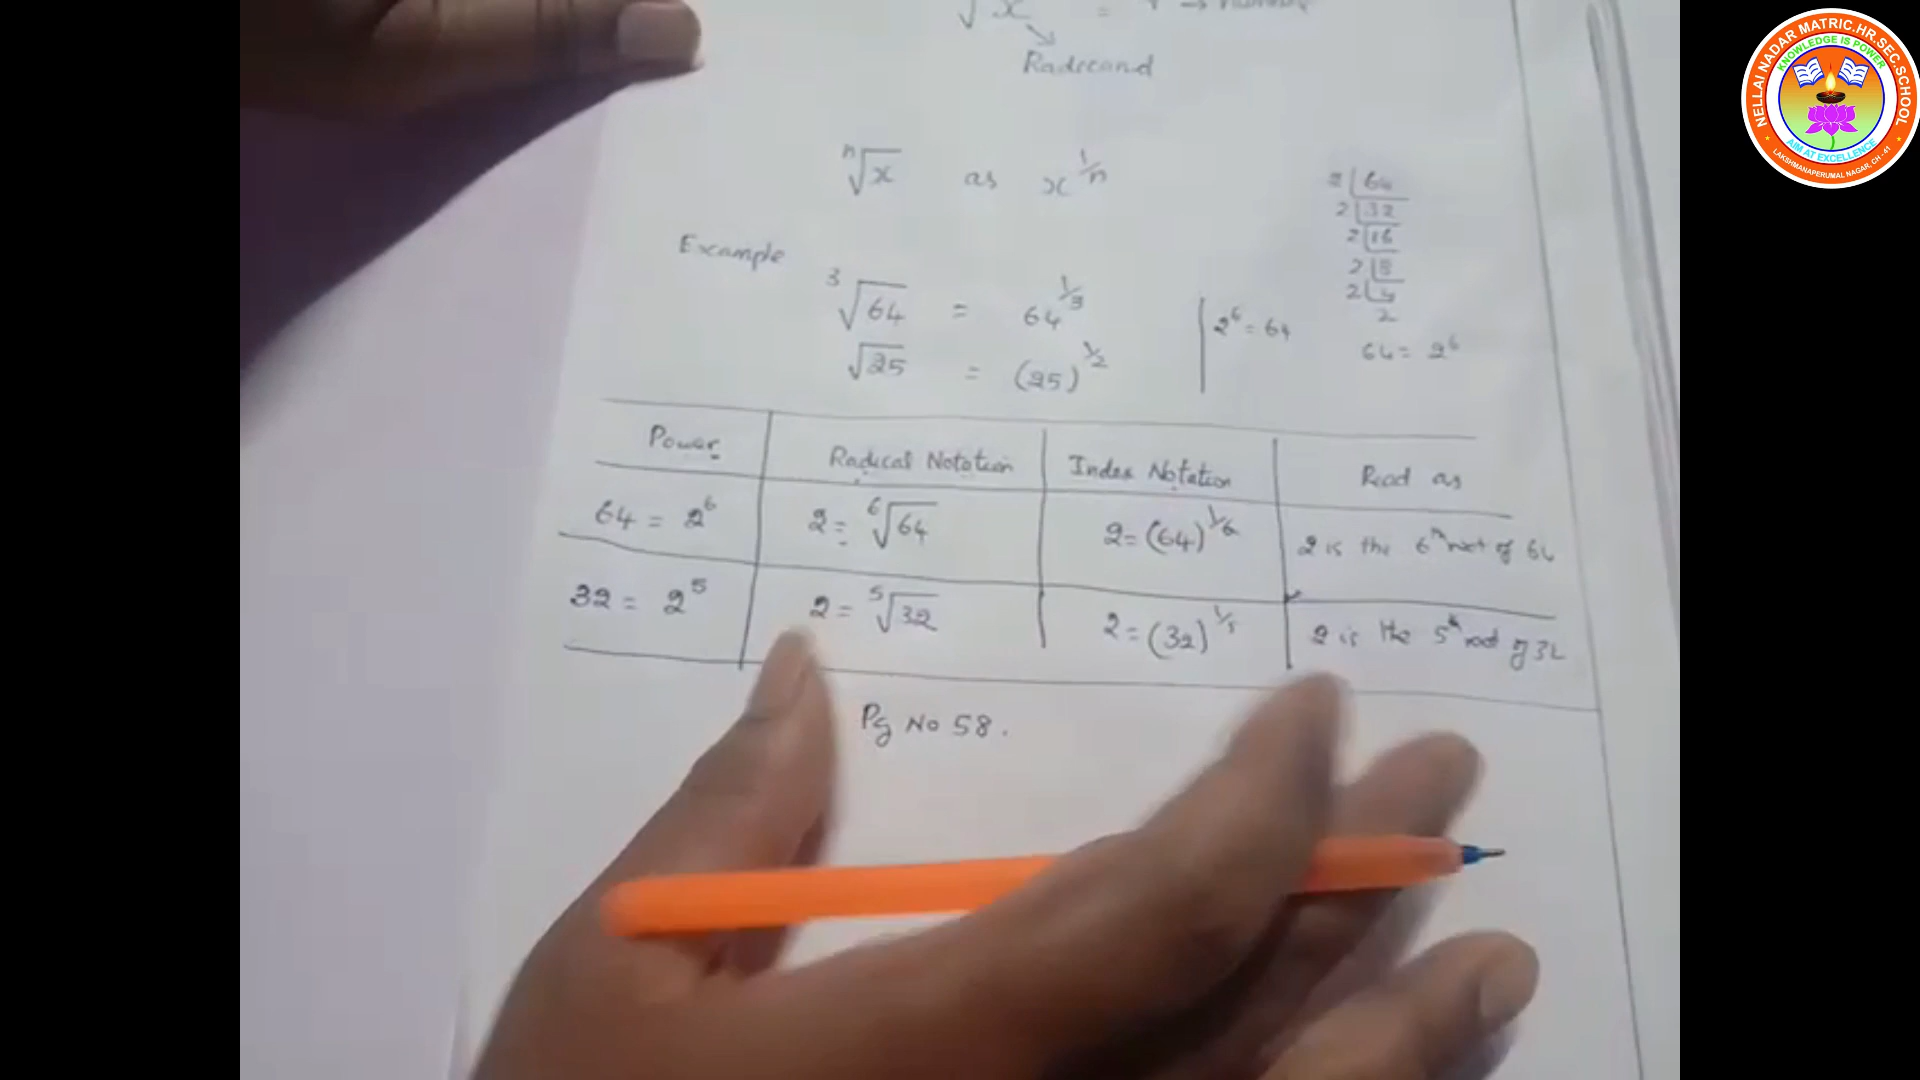 √x = r →
Radicand
ⁿ√x as x^1/n
Example
³√64 = 64^1/3
√25 = (25)^1/2
2⁶ = 64
2 | 64
2 | 32
2 | 16
2 | 8
2 | 4
2
64 = 2⁶
Power Radical Notation Index Notation Read as
64 = 2⁶ 2 = ⁶√64 2 = (64)^1/6 2 is the 6th root of 64
32 = 2⁵ 2 = ⁵√32 2 = (32)^1/5 2 is the 5th root of 32
Pg No 58.
NELLAI NADAR MATRIC.HR.SEC.SCHOOL
KNOWLEDGE IS POWER
AIM AT EXCELLENCE
LAKSHMANAPERUMAL NAGAR, CH - 41